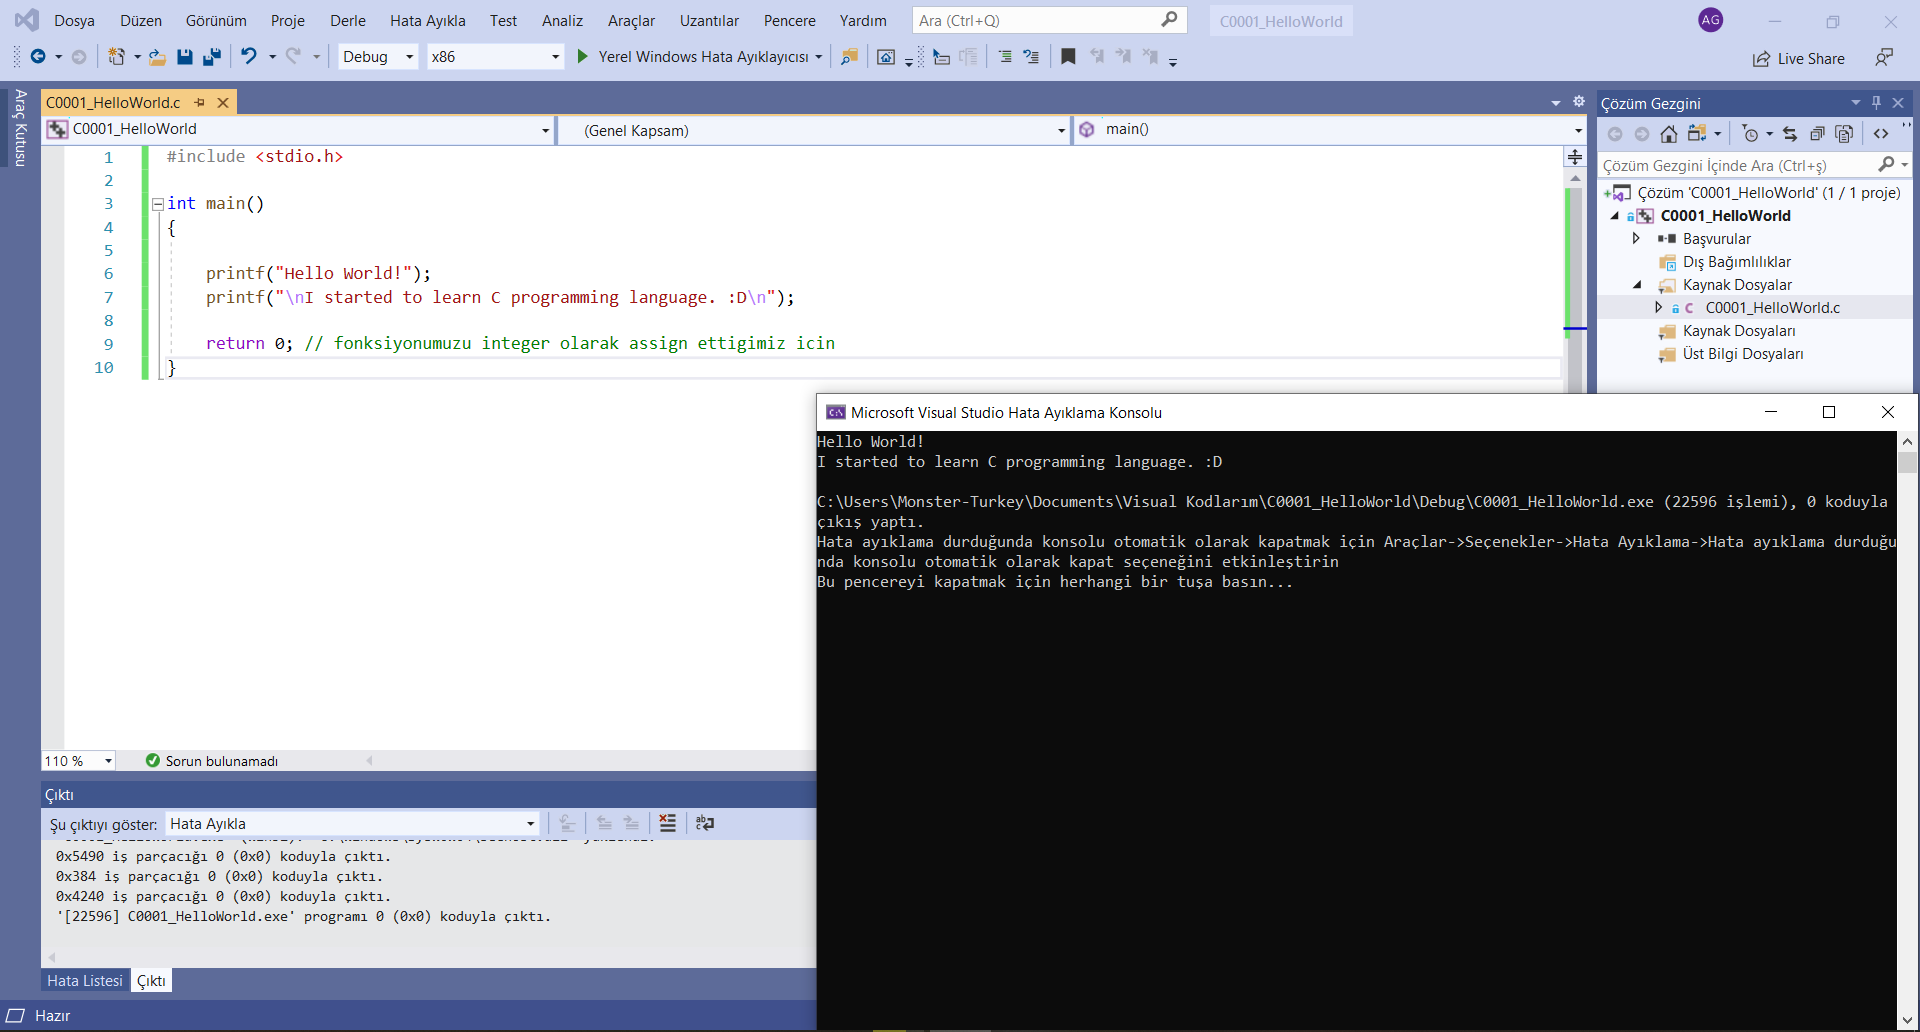 Dosya Düzen Görünüm Proje Derle Hata Ayıkla Test Analiz Araçlar Uzantılar Pencere Yardım Ara (Ctrl+Q) C0001_HelloWorld AG
Debug x86 Yerel Windows Hata Ayıklayıcısı Live Share
Araç Kutusu
C0001_HelloWorld.c
C0001_HelloWorld (Genel Kapsam) main()
1 #include <stdio.h>
2
3 int main()
4 {
5
6 printf("Hello World!");
7 printf("\nI started to learn C programming language. :D\n");
8
9 return 0; // fonksiyonumuzu integer olarak assign ettigimiz icin
10 }
110 % Sorun bulunamadı
Çözüm Gezgini
Çözüm Gezgini İçinde Ara (Ctrl+ş)
Çözüm 'C0001_HelloWorld' (1 / 1 proje)
C0001_HelloWorld
Başvurular
Dış Bağımlılıklar
Kaynak Dosyalar
C0001_HelloWorld.c
Kaynak Dosyaları
Üst Bilgi Dosyaları
Microsoft Visual Studio Hata Ayıklama Konsolu
Hello World!
I started to learn C programming language. :D
C:\Users\Monster-Turkey\Documents\Visual Kodlarım\C0001_HelloWorld\Debug\C0001_HelloWorld.exe (22596 işlemi), 0 koduyla
çıkış yaptı.
Hata ayıklama durduğunda konsolu otomatik olarak kapatmak için Araçlar->Seçenekler->Hata Ayıklama->Hata ayıklama durduğu
nda konsolu otomatik olarak kapat seçeneğini etkinleştirin
Bu pencereyi kapatmak için herhangi bir tuşa basın...
Çıktı
Şu çıktıyı göster: Hata Ayıkla
0x5490 iş parçacığı 0 (0x0) koduyla çıktı.
0x384 iş parçacığı 0 (0x0) koduyla çıktı.
0x4240 iş parçacığı 0 (0x0) koduyla çıktı.
'[22596] C0001_HelloWorld.exe' programı 0 (0x0) koduyla çıktı.
Hata Listesi Çıktı
Hazır